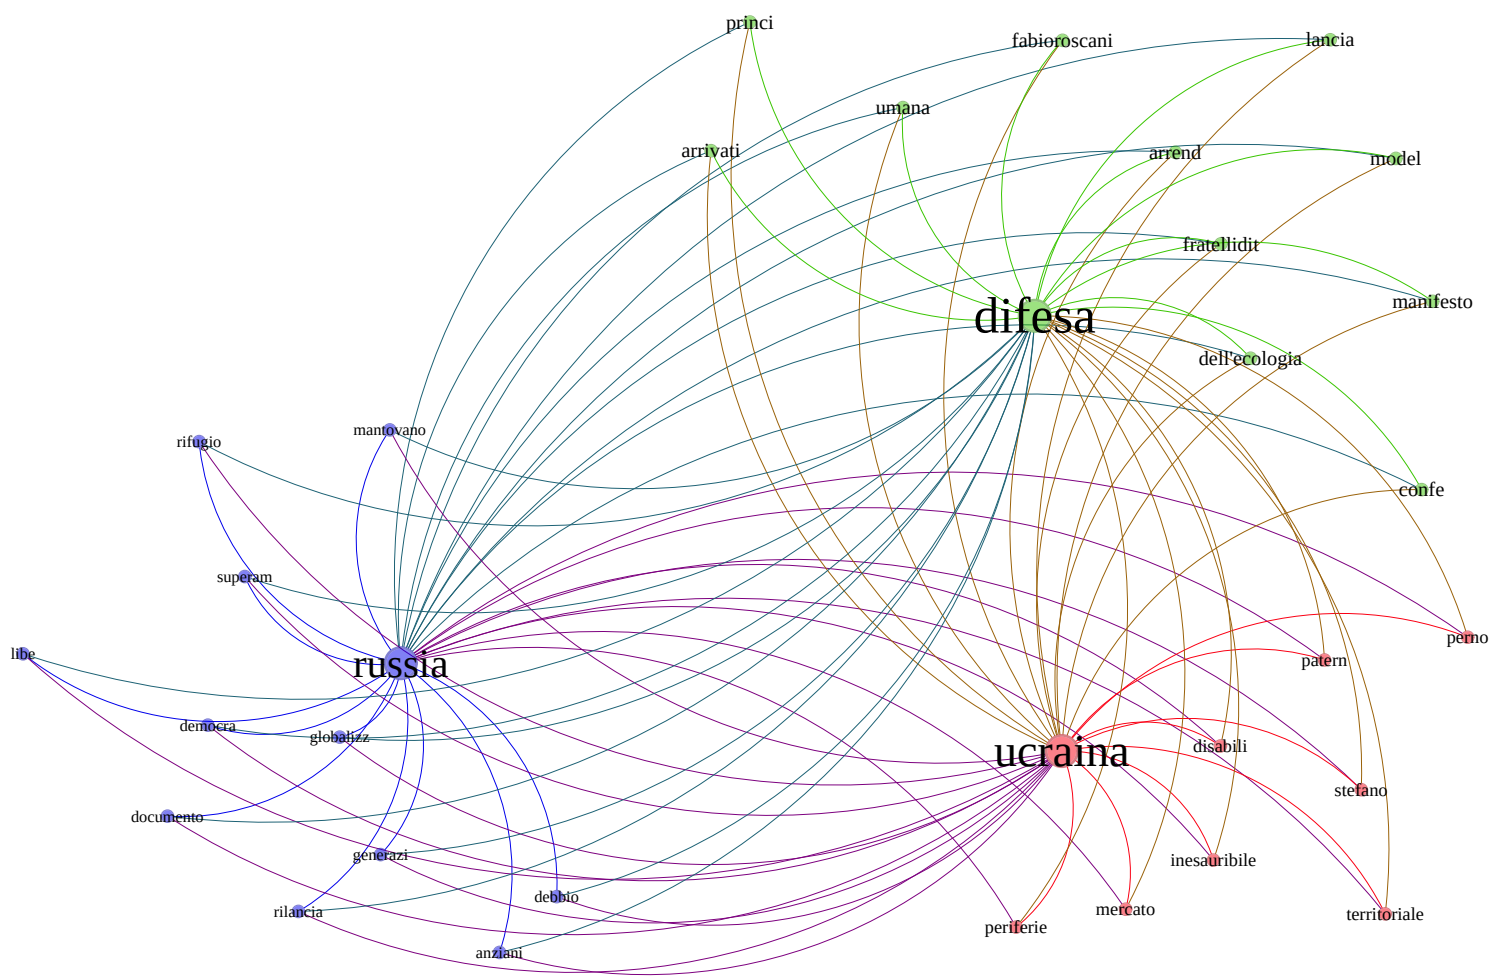 princi
fabioroscani
lancia
umana
arrivati
arrend
model
fratellidit
manifesto
difesa
dell'ecologia
mantovano
rifugio
confe
superam
perno
libe
russia
patern
democra
globalizz
ucraina
disabili
stefano
documento
generazi
inesauribile
debbio
rilancia
mercato
territoriale
periferie
anziani